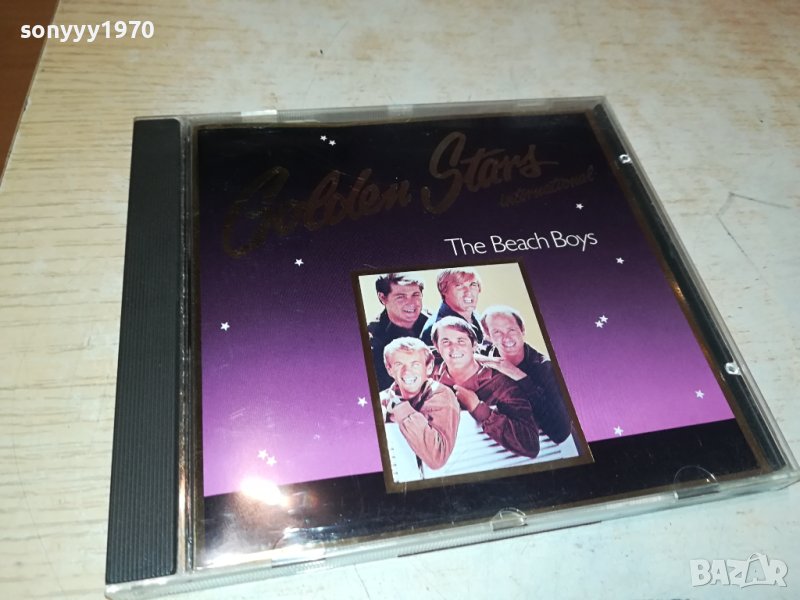 sonyyy1970
Golden Stars
international
The Beach Boys
BAZAR